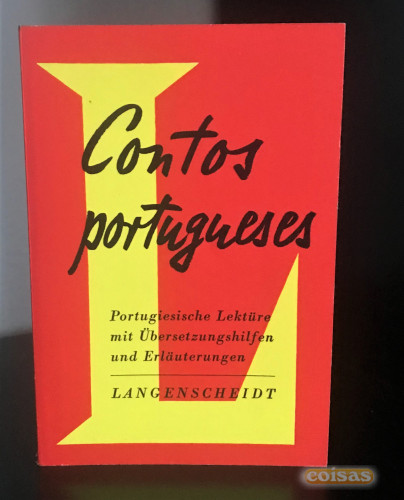 Contos
portugueses
Portugiesische Lektüre
mit Übersetzungshilfen
und Erläuterungen
LANGENSCHEIDT
coisas